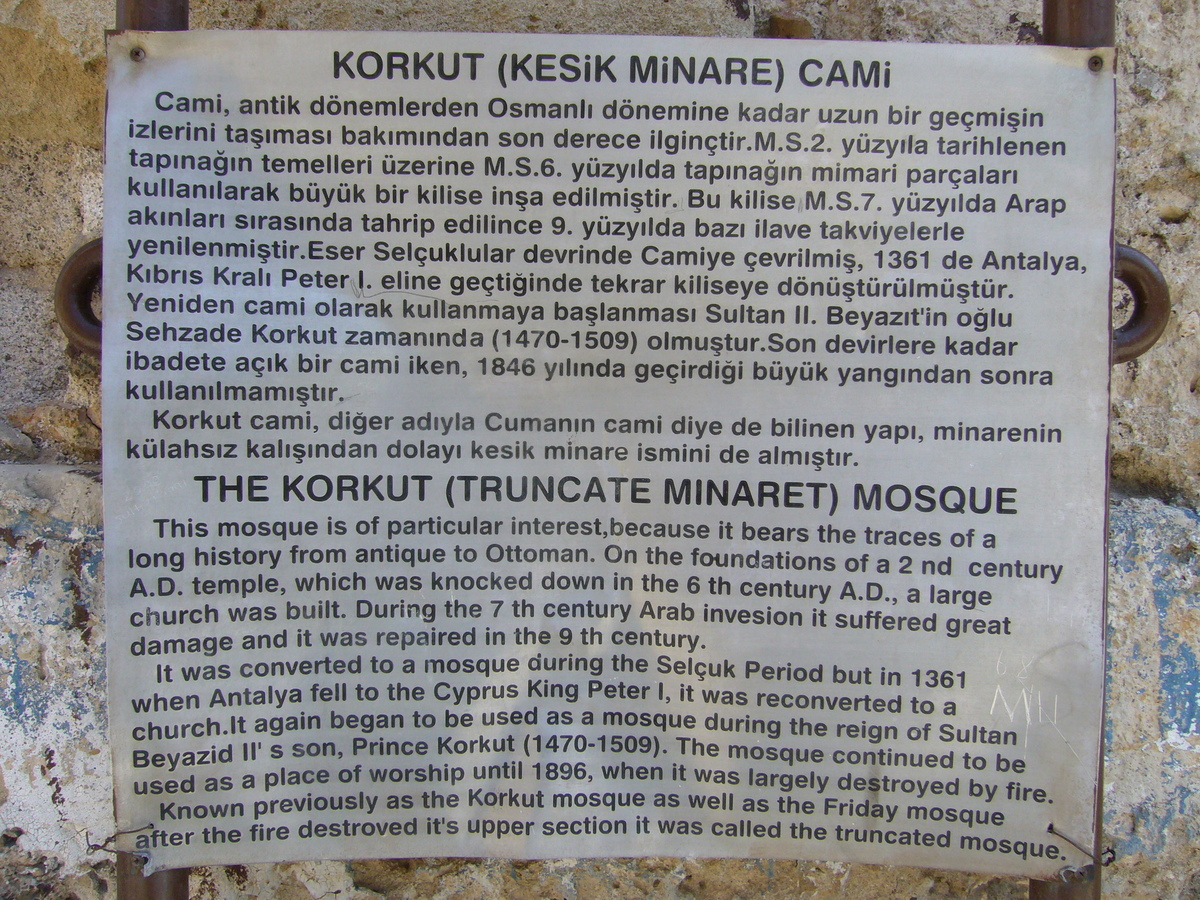 KORKUT (KESiK MiNARE) CAMi
Cami, antik dönemlerden Osmanlı dönemine kadar uzun bir geçmişin
izlerini taşıması bakımından son derece ilginçtir.M.S.2. yüzyıla tarihlenen
tapınağın temelleri üzerine M.S.6. yüzyılda tapınağın mimari parçaları
kullanılarak büyük bir kilise inşa edilmiştir. Bu kilise M.S.7. yüzyılda Arap
akınları sırasında tahrip edilince 9. yüzyılda bazı ilave takviyelerle
yenilenmiştir.Eser Selçuklular devrinde Camiye çevrilmiş, 1361 de Antalya,
Kıbrıs Kralı Peter I. eline geçtiğinde tekrar kiliseye dönüştürülmüştür.
Yeniden cami olarak kullanmaya başlanması Sultan II. Beyazıt'in oğlu
Sehzade Korkut zamanında (1470-1509) olmuştur.Son devirlere kadar
ibadete açık bir cami iken, 1846 yılında geçirdiği büyük yangından sonra
kullanılmamıştır.
Korkut cami, diğer adıyla Cumanın cami diye de bilinen yapı, minarenin
külahsız kalışından dolayı kesik minare ismini de almıştır.
THE KORKUT (TRUNCATE MINARET) MOSQUE
This mosque is of particular interest,because it bears the traces of a
long history from antique to Ottoman. On the foundations of a 2 nd century
A.D. temple, which was knocked down in the 6 th century A.D., a large
church was built. During the 7 th century Arab invesion it suffered great
damage and it was repaired in the 9 th century.
It was converted to a mosque during the Selçuk Period but in 1361
when Antalya fell to the Cyprus King Peter I, it was reconverted to a
church.It again began to be used as a mosque during the reign of Sultan
Beyazid II' s son, Prince Korkut (1470-1509). The mosque continued to be
used as a place of worship until 1896, when it was largely destroyed by fire.
Known previously as the Korkut mosque as well as the Friday mosque
after the fire destroyed it's upper section it was called the truncated mosque.